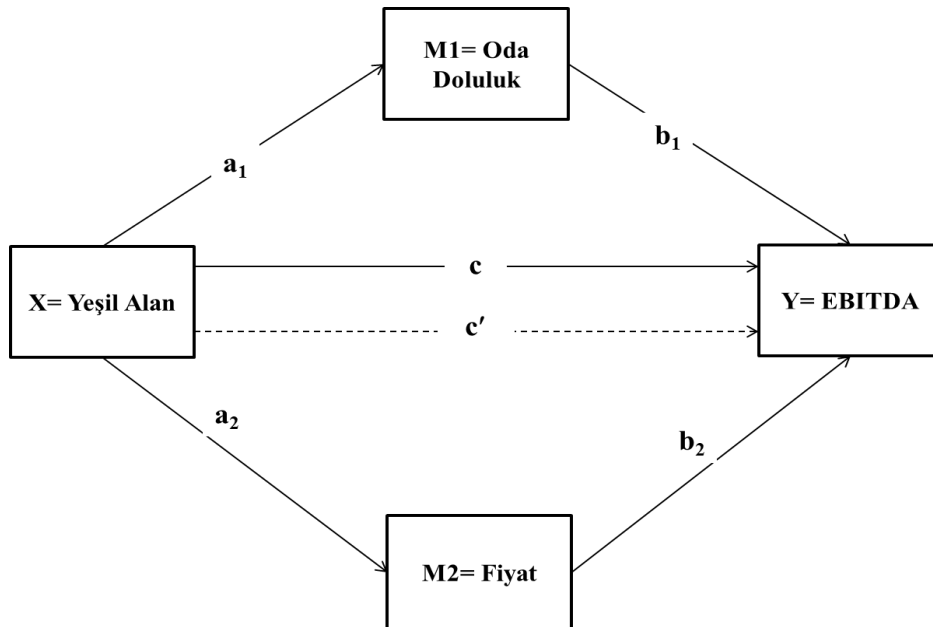 M1= Oda
Doluluk
a₁
b₁
X= Yeşil Alan
c
c′
Y= EBITDA
a₂
b₂
M2= Fiyat